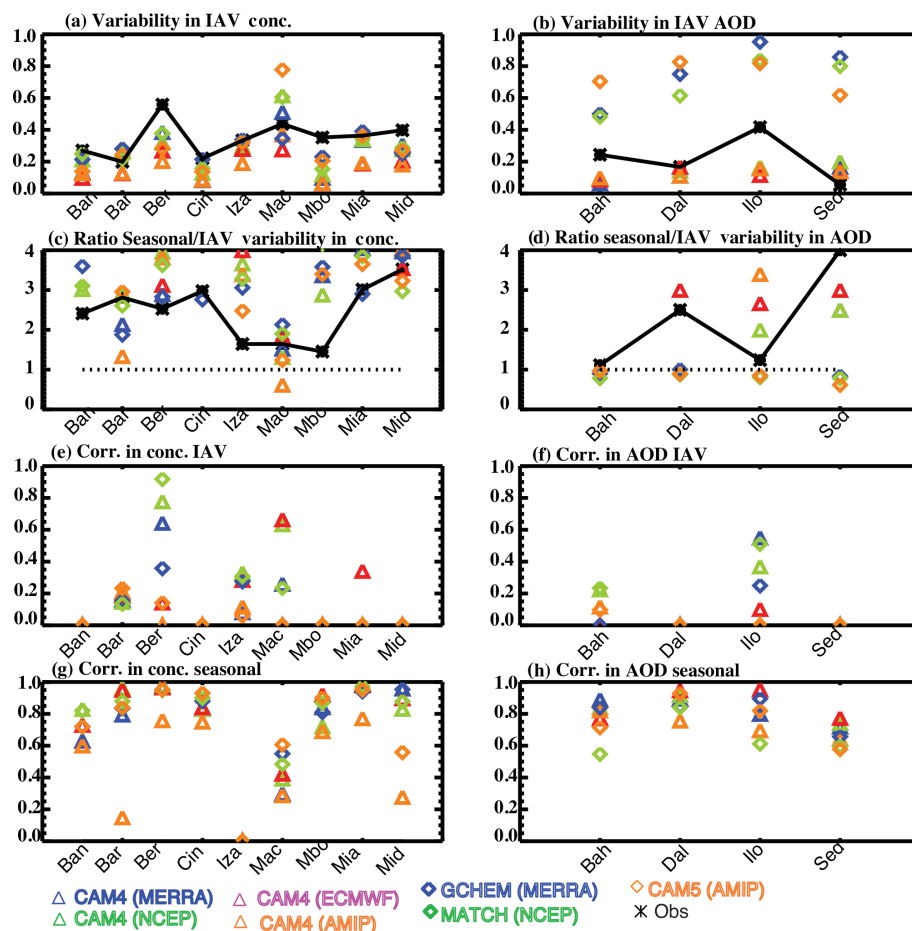 (a) Variability in IAV conc.
1.0
0.8
0.6
0.4
0.2
0.0
Ban Bar Ber Cin Iza Mac Mbo Mia Mid
(b) Variability in IAV AOD
1.0
0.8
0.6
0.4
0.2
0.0
Bah Dal Ilo Sed
(c) Ratio Seasonal/IAV variability in conc.
4
3
2
1
0
Ban Bar Ber Cin Iza Mac Mbo Mia Mid
(d) Ratio seasonal/IAV variability in AOD
4
3
2
1
0
Bah Dal Ilo Sed
(e) Corr. in conc. IAV
1.0
0.8
0.6
0.4
0.2
0.0
Ban Bar Ber Cin Iza Mac Mbo Mia Mid
(f) Corr. in AOD IAV
1.0
0.8
0.6
0.4
0.2
0.0
Bah Dal Ilo Sed
(g) Corr. in conc. seasonal
1.0
0.8
0.6
0.4
0.2
0.0
Ban Bar Ber Cin Iza Mac Mbo Mia Mid
(h) Corr. in AOD seasonal
1.0
0.8
0.6
0.4
0.2
0.0
Bah Dal Ilo Sed
CAM4 (MERRA) CAM4 (ECMWF) GCHEM (MERRA) CAM5 (AMIP)
CAM4 (NCEP) CAM4 (AMIP) MATCH (NCEP) Obs